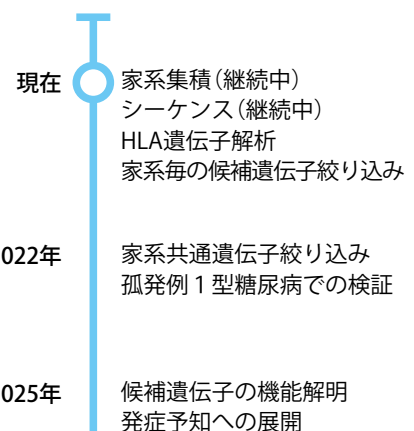 現在
家系集積(継続中)
シーケンス(継続中)
HLA遺伝子解析
家系毎の候補遺伝子絞り込み
022年
家系共通遺伝子絞り込み
孤発例1型糖尿病での検証
025年
候補遺伝子の機能解明
発症予知への展開